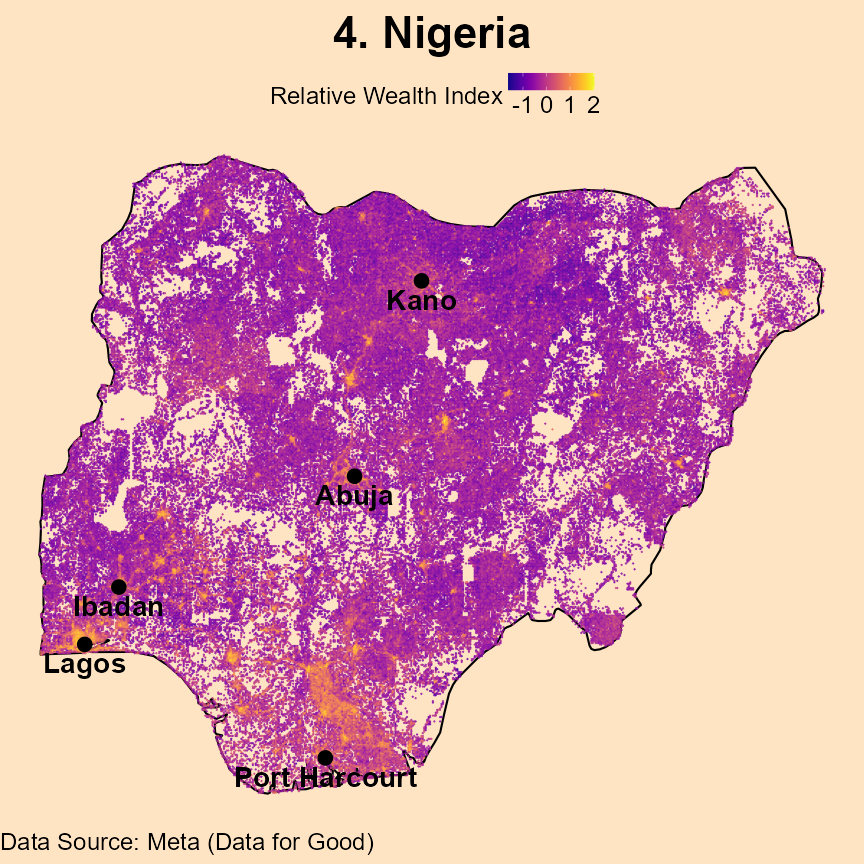 4. Nigeria
Relative Wealth Index
-1 0 1 2
Kano
Abuja
Ibadan
Lagos
Port Harcourt
Data Source: Meta (Data for Good)